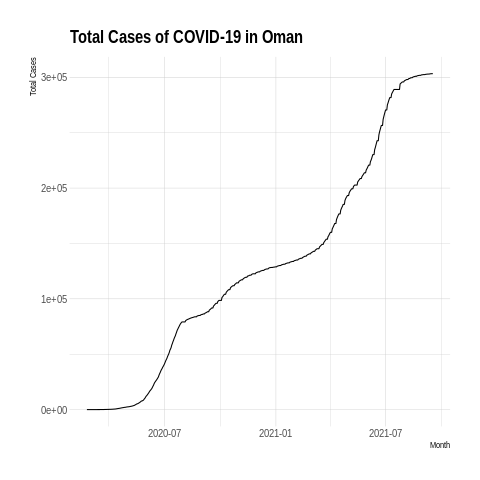 Total Cases of COVID-19 in Oman
Total Cases
3e+05
2e+05
1e+05
0e+00
2020-07 2021-01 2021-07
Month